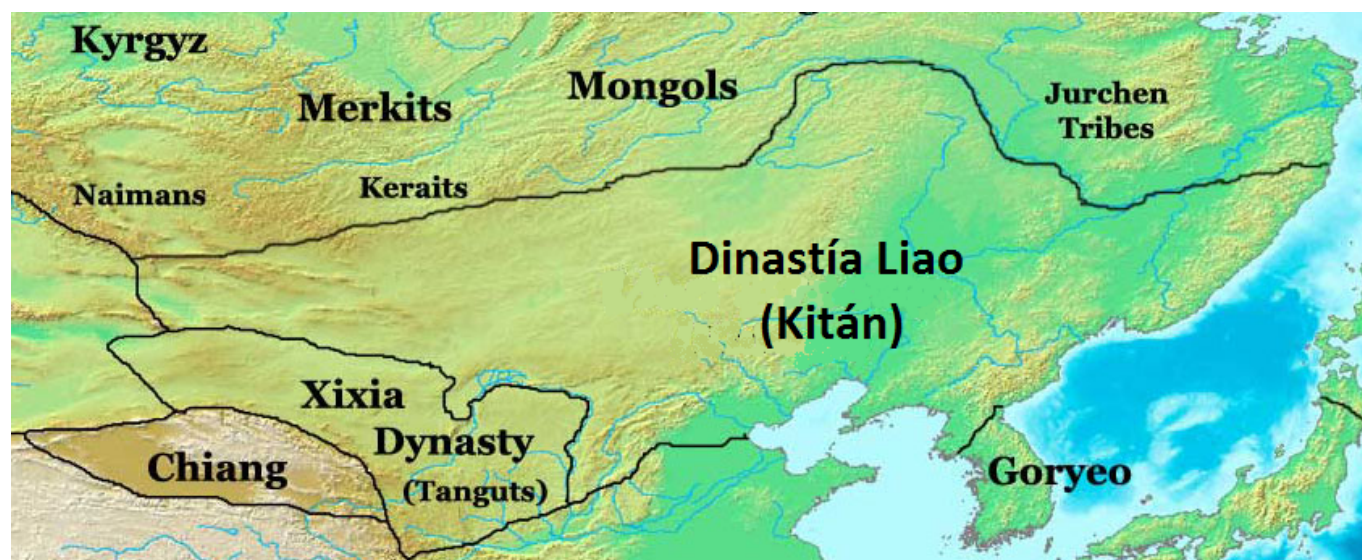 Kyrgyz
Mongols
Merkits
Jurchen
Tribes
Naimans
Keraits
Dinastía Liao
(Kitán)
Xixia
Dynasty
(Tanguts)
Chiang
Goryeo